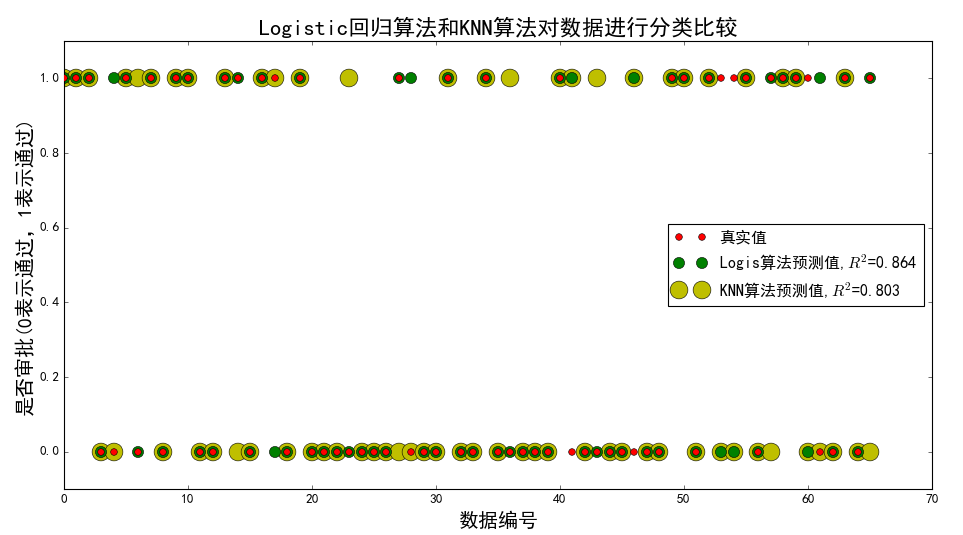 Logistic回归算法和KNN算法对数据进行分类比较
是否审批(0表示通过，1表示通过)
1.0
0.8
0.6
0.4
0.2
0.0
真实值
Logis算法预测值,R²=0.864
KNN算法预测值,R²=0.803
0 10 20 30 40 50 60 70
数据编号